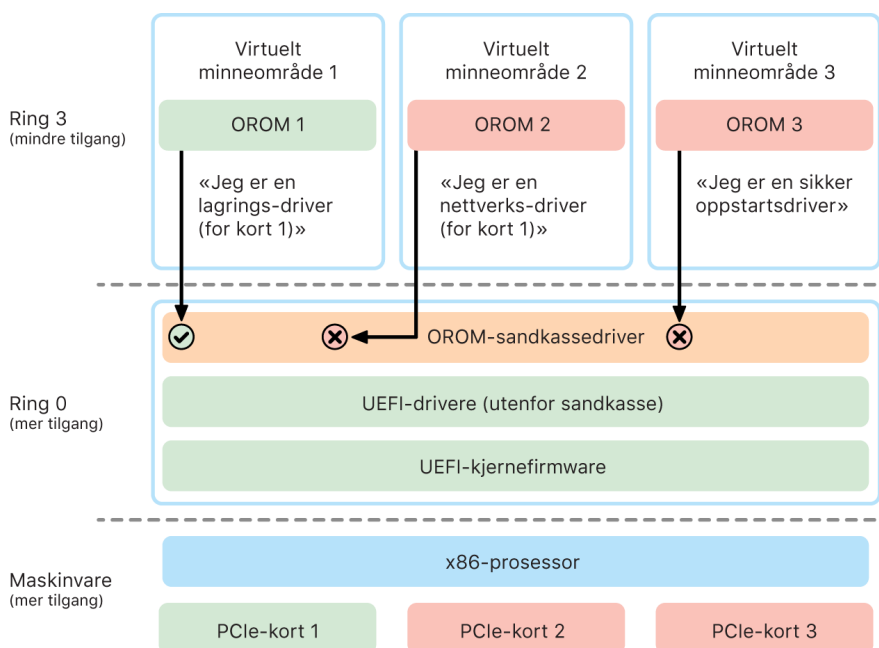 Virtuelt
minneområde 1
Virtuelt
minneområde 2
Virtuelt
minneområde 3
Ring 3
(mindre tilgang)
OROM 1
OROM 2
OROM 3
«Jeg er en
lagrings-driver
(for kort 1)»
«Jeg er en
nettverks-driver
(for kort 1)»
«Jeg er en sikker
oppstartsdriver»
OROM-sandkassedriver
Ring 0
(mer tilgang)
UEFI-drivere (utenfor sandkasse)
UEFI-kjernefirmware
Maskinvare
(mer tilgang)
x86-prosessor
PCIe-kort 1
PCIe-kort 2
PCIe-kort 3